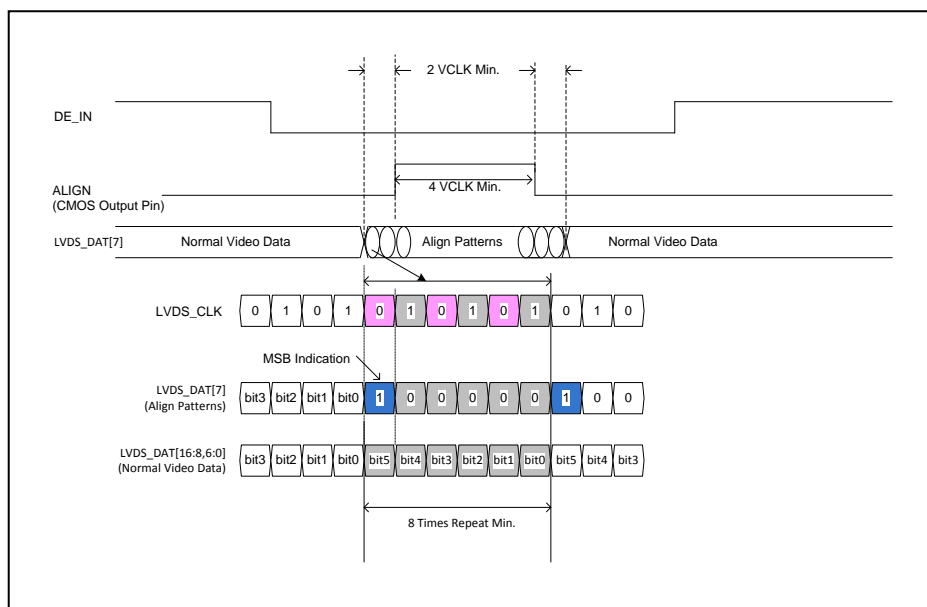 2 VCLK Min.
DE_IN
4 VCLK Min.
ALIGN
(CMOS Output Pin)
LVDS_DAT[7] Normal Video Data Align Patterns Normal Video Data
LVDS_CLK 0 1 0 1 0 1 0 1 0 1 0 1 0
MSB Indication
LVDS_DAT[7]
(Align Patterns)
bit3 bit2 bit1 bit0 1 0 0 0 0 0 1 0 0
LVDS_DAT[16:8,6:0]
(Normal Video Data)
bit3 bit2 bit1 bit0 bit5 bit4 bit3 bit2 bit1 bit0 bit5 bit4 bit3
8 Times Repeat Min.